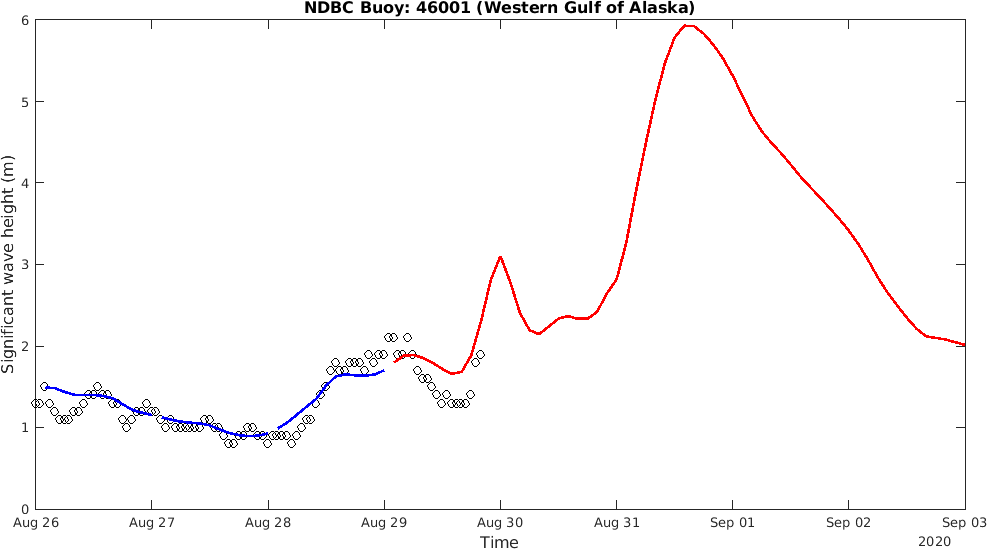 NDBC Buoy: 46001 (Western Gulf of Alaska)
Significant wave height (m)
6
5
4
3
2
1
0
Aug 26 Aug 27 Aug 28 Aug 29 Aug 30 Aug 31 Sep 01 Sep 02 Sep 03
Time
2020